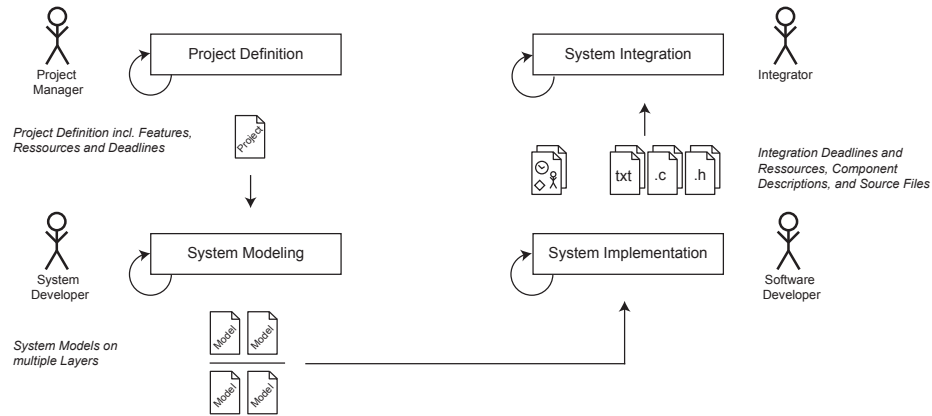 Project Definition
Project
Manager
Project Definition incl. Features,
Ressources and Deadlines
Project
System Modeling
System
Developer
System Models on
multiple Layers
Model
Model
Model
Model
System Integration
Integrator
txt
.c
.h
Integration Deadlines and
Ressources, Component
Descriptions, and Source Files
System Implementation
Software
Developer